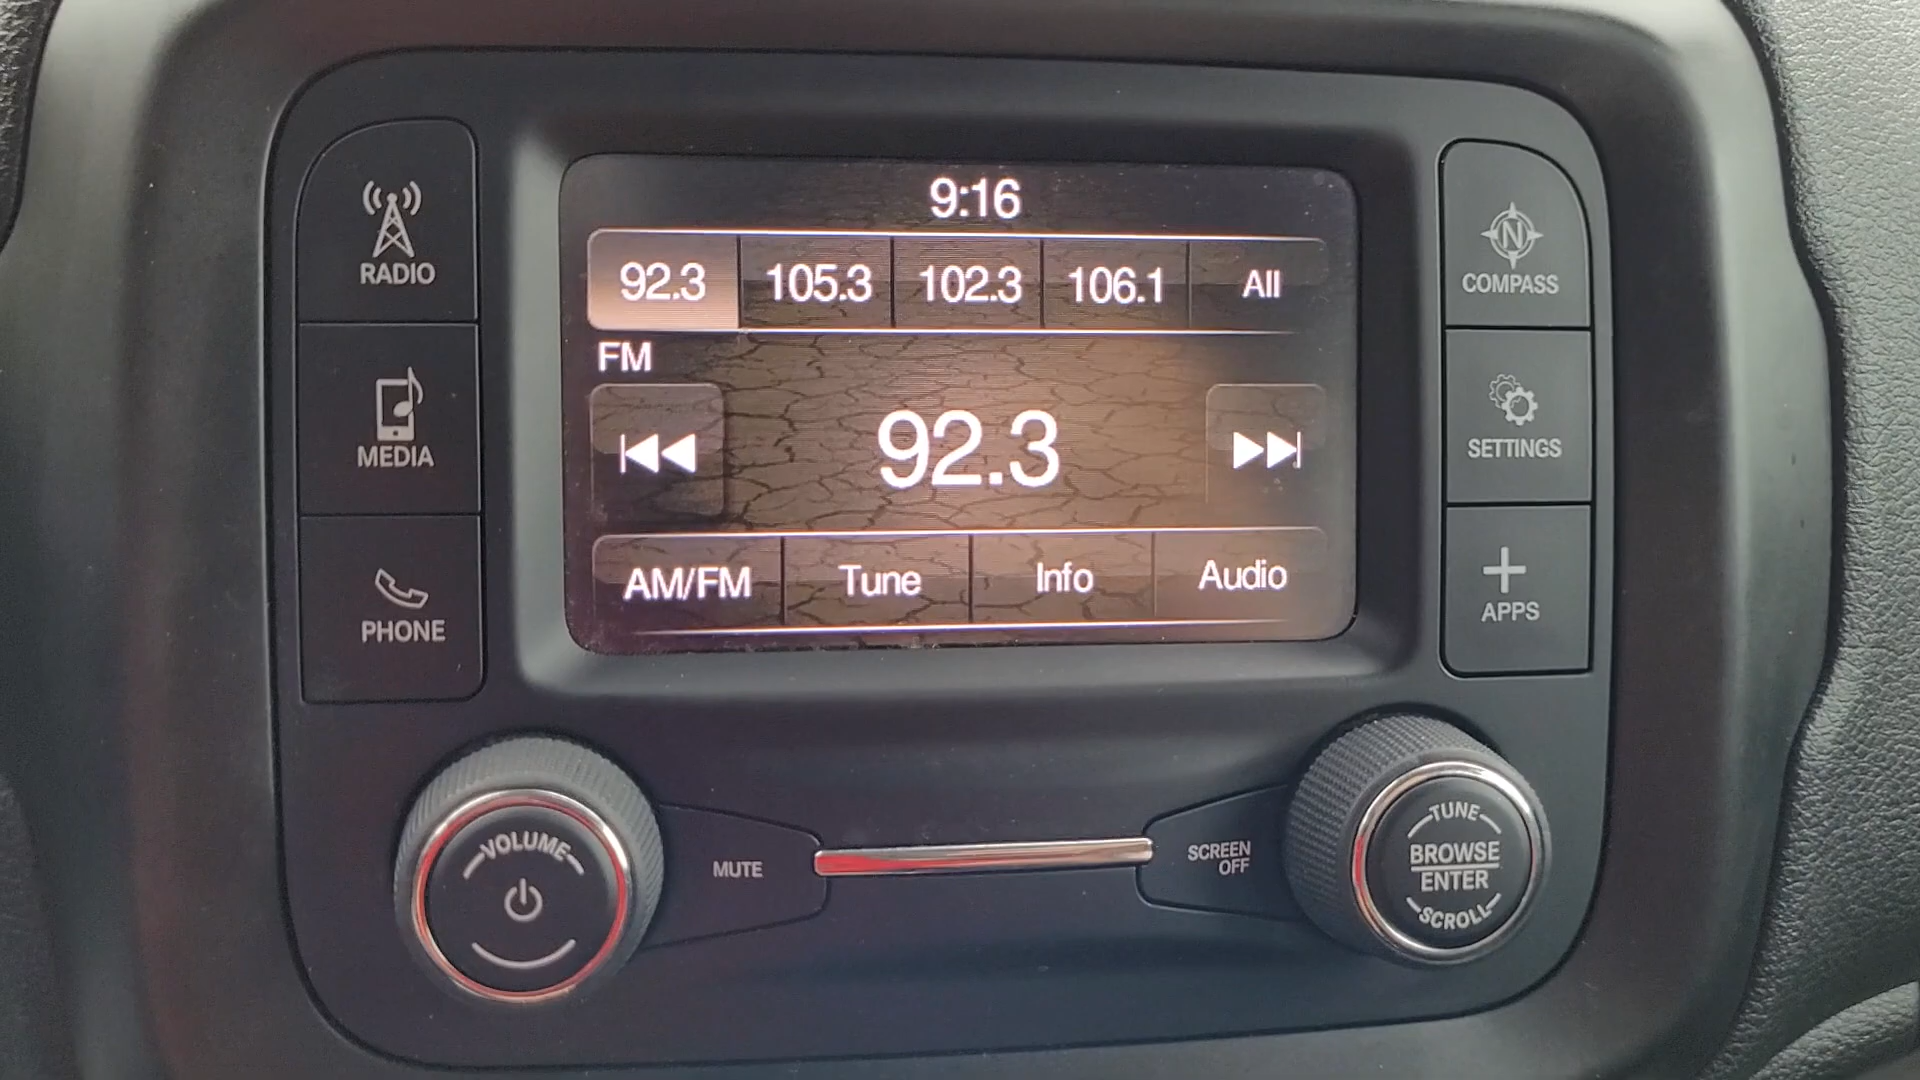 9:16
92.3 105.3 102.3 106.1 All
FM
92.3
AM/FM Tune Info Audio
RADIO
MEDIA
PHONE
N
COMPASS
SETTINGS
APPS
VOLUME
MUTE
SCREEN
OFF
TUNE
BROWSE
ENTER
SCROLL